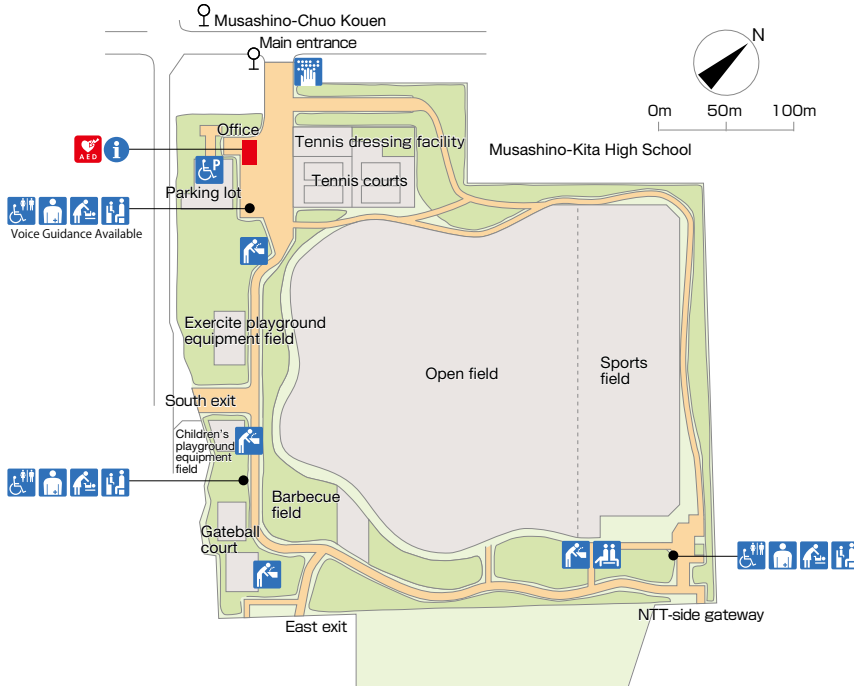 Musashino-Chuo Kouen
Main entrance
N
0m 50m 100m
Office
Tennis dressing facility
Musashino-Kita High School
AED
P
Tennis courts
Parking lot
Voice Guidance Available
Exercite playground
equipment field
Open field
Sports
field
South exit
Children's
playground
equipment
field
Barbecue
field
Gateball
court
East exit
NTT-side gateway